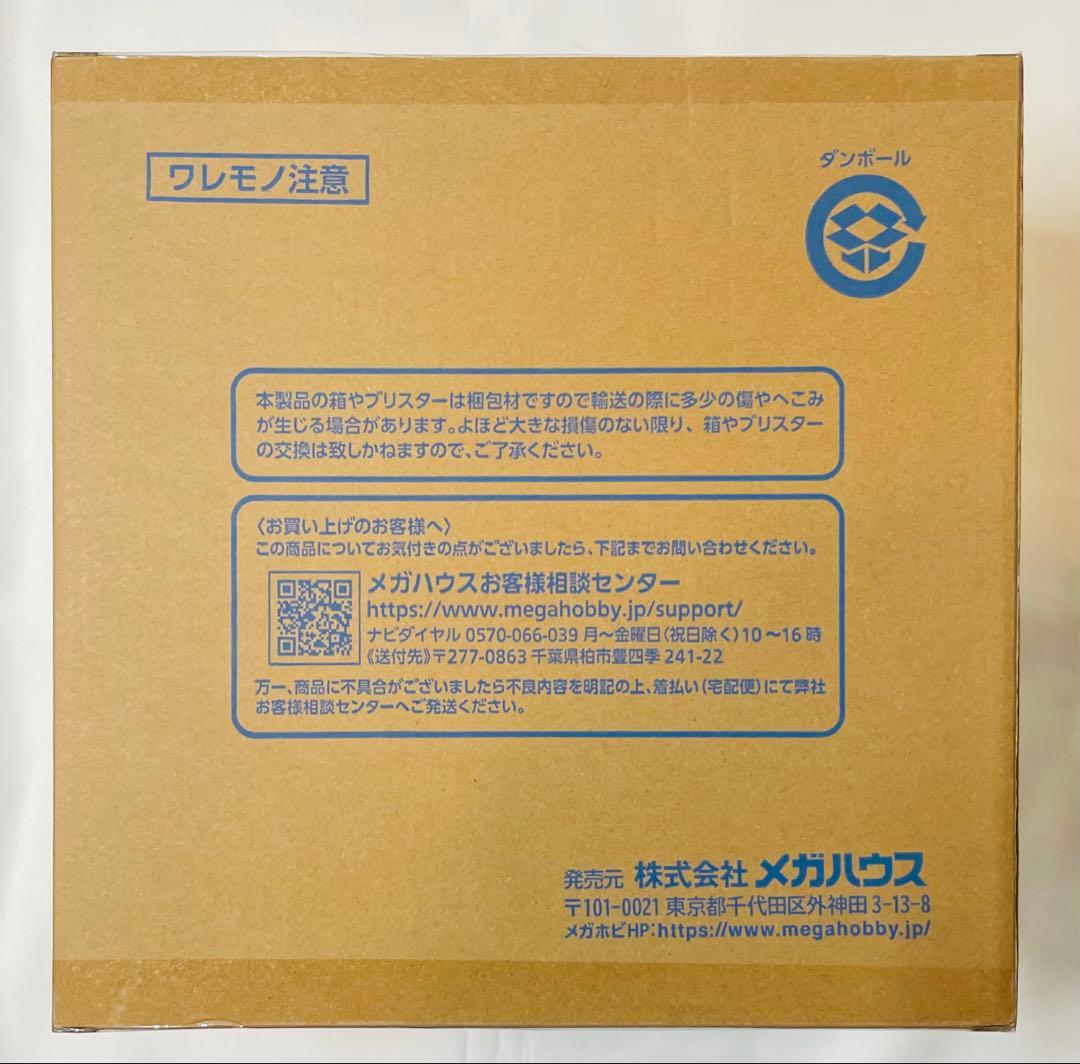 ワレモノ注意
ダンボール
本製品の箱やブリスターは梱包材ですので輸送の際に多少の傷やへこみ
が生じる場合があります。よほど大きな損傷のない限り、箱やブリスター
の交換は致しかねますので、ご了承ください。
〈お買い上げのお客様へ〉
この商品についてお気付きの点がございましたら、下記までお問い合わせください。
メガハウスお客様相談センター
https://www.megahobby.jp/support/
ナビダイヤル 0570-066-039 月～金曜日(祝日除く)10～16時
《送付先》〒277-0863 千葉県柏市豊四季 241-22
万一、商品に不具合がございましたら不良内容を明記の上、着払い(宅配便)にて弊社
お客様相談センターへご発送ください。
発売元 株式会社 メガハウス
〒101-0021 東京都千代田区外神田 3-13-8
メガホビHP:https://www.megahobby.jp/